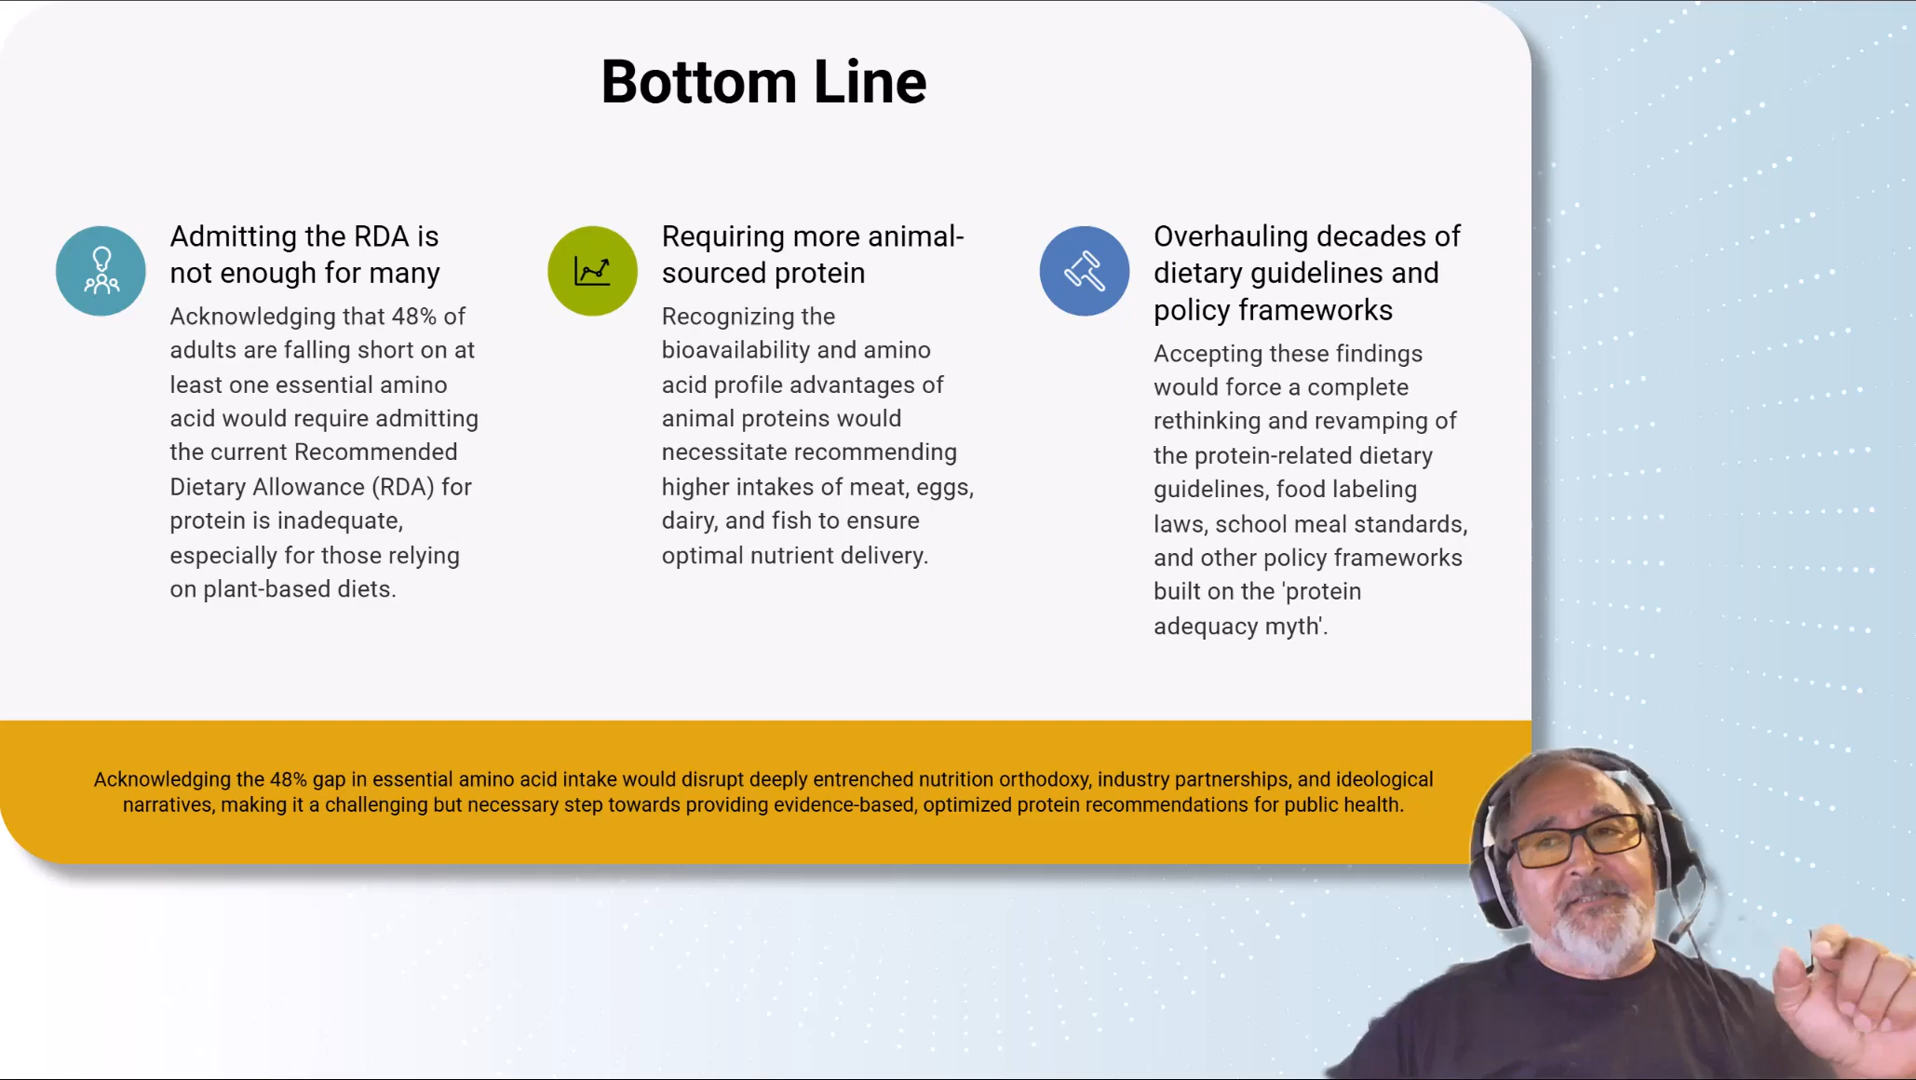 Bottom Line
Admitting the RDA is
not enough for many
Acknowledging that 48% of
adults are falling short on at
least one essential amino
acid would require admitting
the current Recommended
Dietary Allowance (RDA) for
protein is inadequate,
especially for those relying
on plant-based diets.
Requiring more animal-
sourced protein
Recognizing the
bioavailability and amino
acid profile advantages of
animal proteins would
necessitate recommending
higher intakes of meat, eggs,
dairy, and fish to ensure
optimal nutrient delivery.
Overhauling decades of
dietary guidelines and
policy frameworks
Accepting these findings
would force a complete
rethinking and revamping of
the protein-related dietary
guidelines, food labeling
laws, school meal standards,
and other policy frameworks
built on the 'protein
adequacy myth'.
Acknowledging the 48% gap in essential amino acid intake would disrupt deeply entrenched nutrition orthodoxy, industry partnerships, and ideological
narratives, making it a challenging but necessary step towards providing evidence-based, optimized protein recommendations for public health.